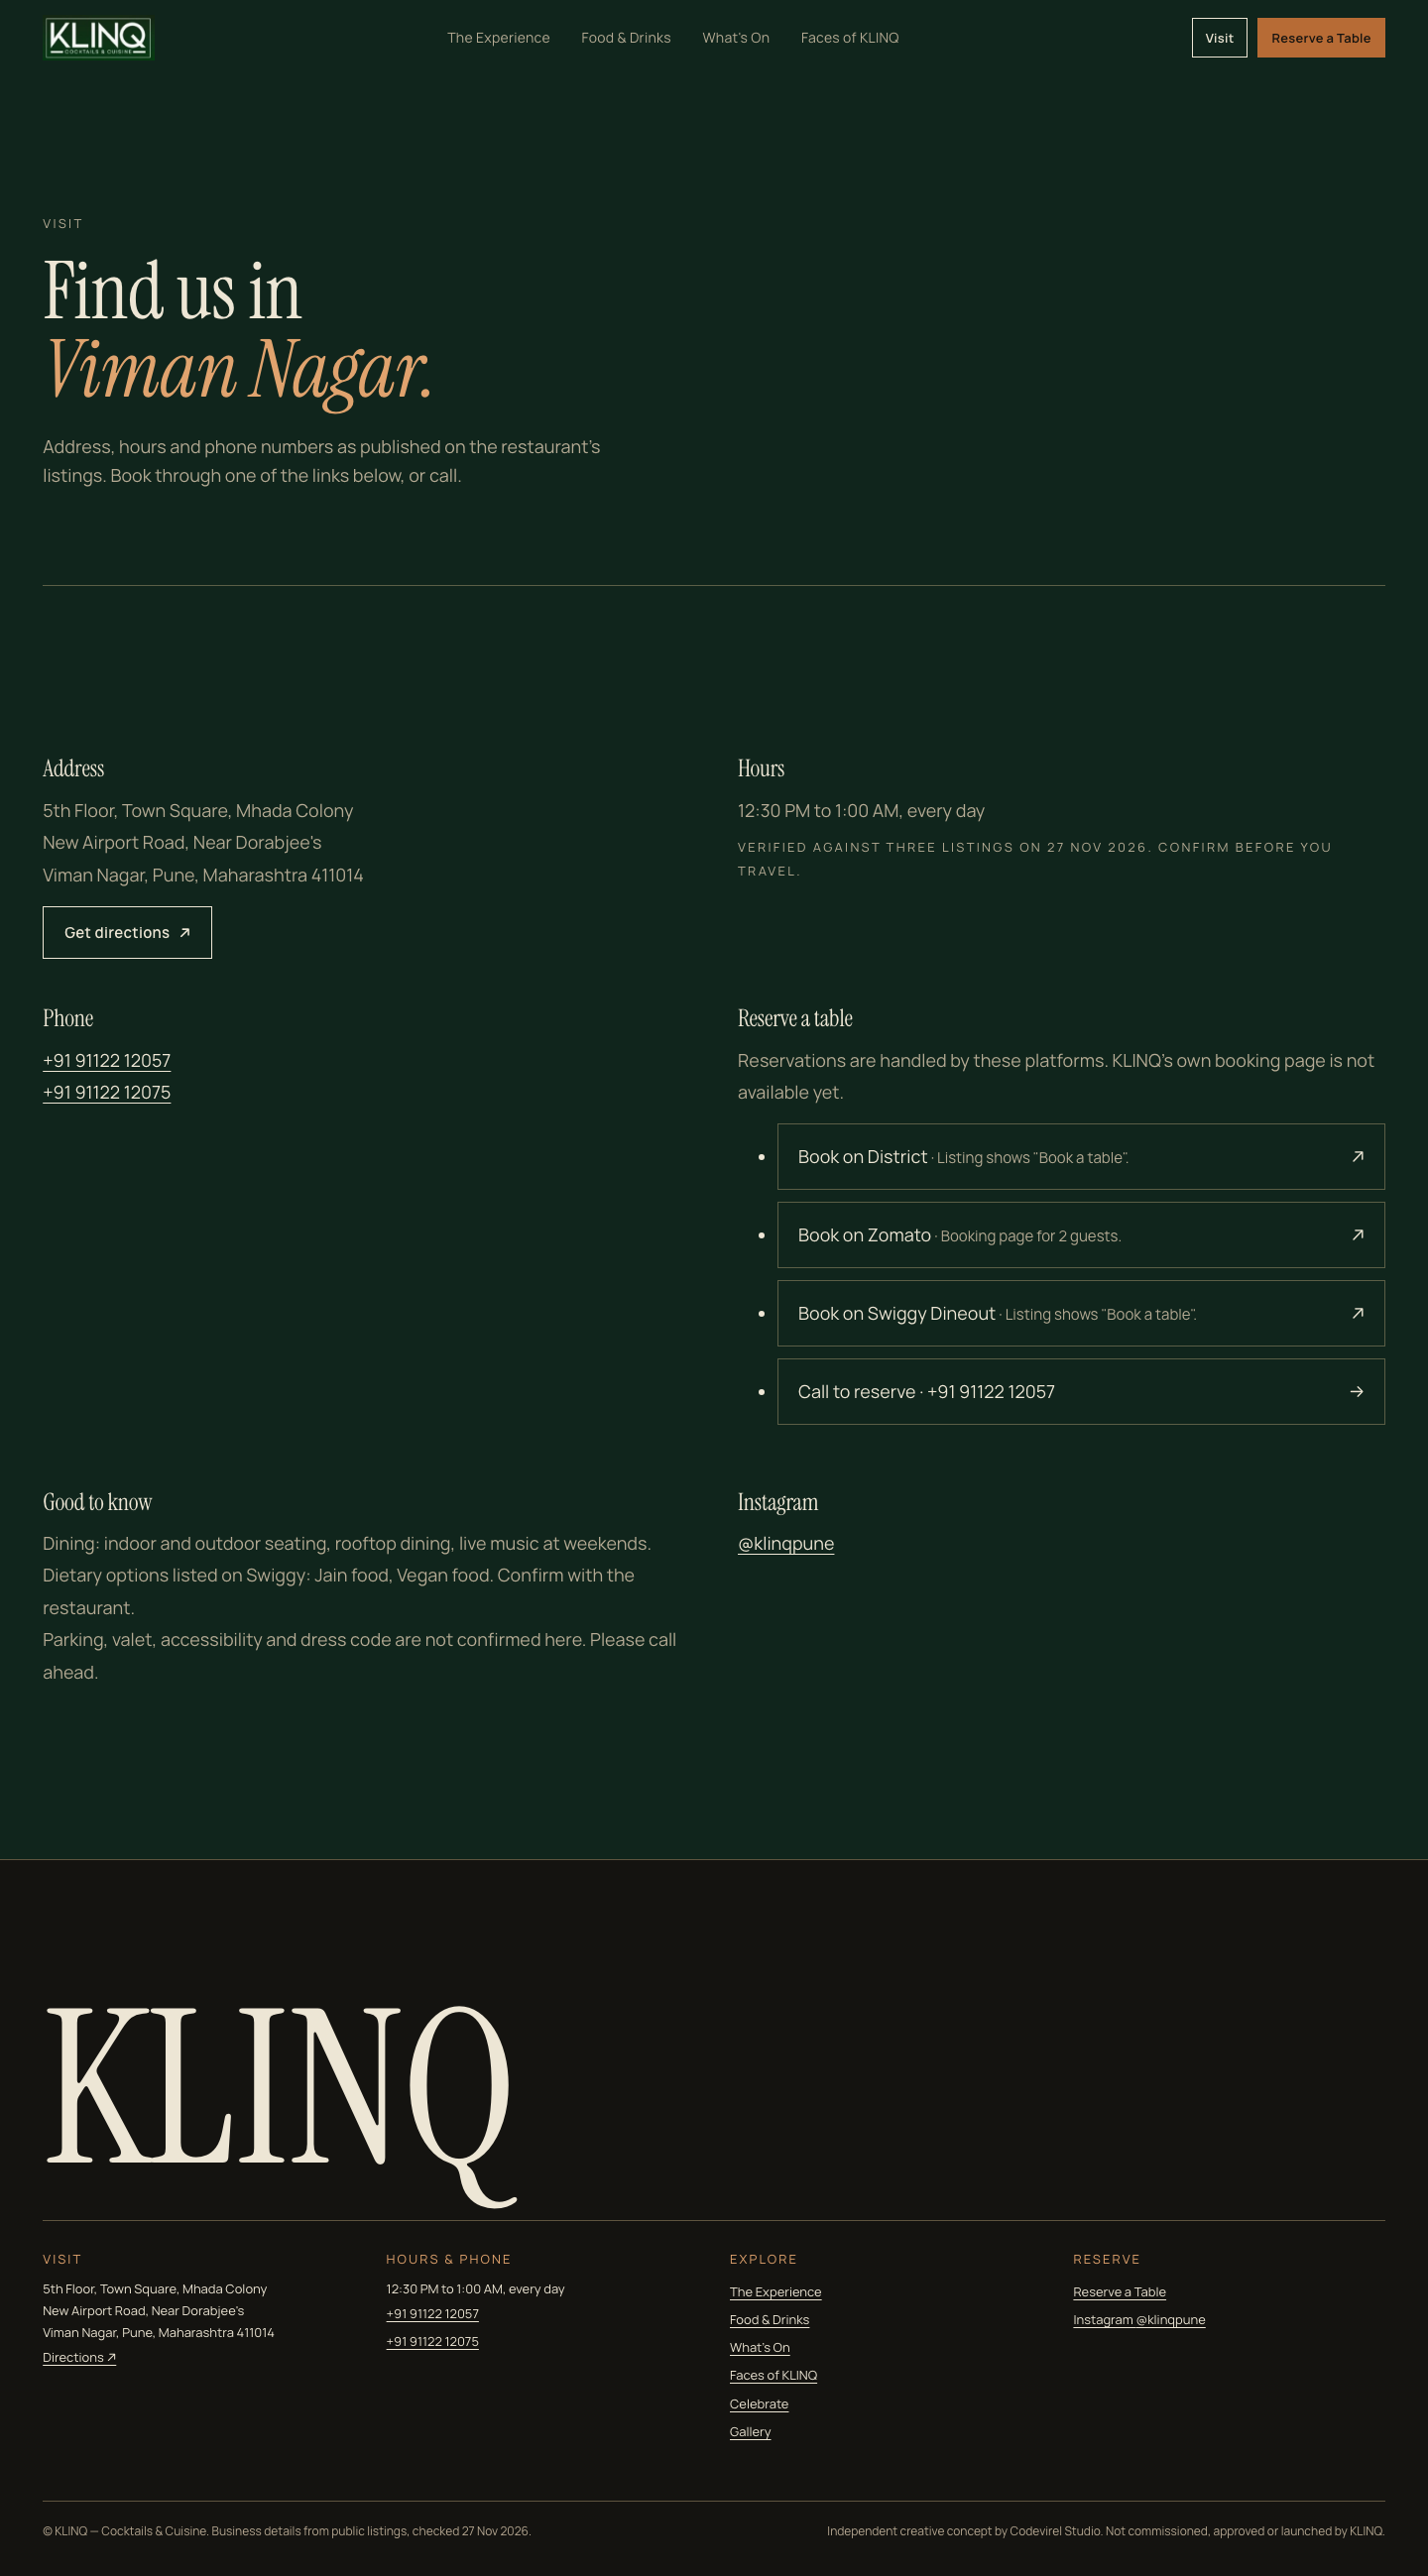 KLINQ
COCKTAILS & CUISINE
The Experience
Food & Drinks
What's On
Faces of KLINQ
Visit
Reserve a Table
VISIT
Find us in
Viman Nagar.
Address, hours and phone numbers as published on the restaurant's
listings. Book through one of the links below, or call.
Address
5th Floor, Town Square, Mhada Colony
New Airport Road, Near Dorabjee's
Viman Nagar, Pune, Maharashtra 411014
Get directions ↗
Hours
12:30 PM to 1:00 AM, every day
VERIFIED AGAINST THREE LISTINGS ON 27 NOV 2026. CONFIRM BEFORE YOU
TRAVEL.
Phone
+91 91122 12057
+91 91122 12075
Reserve a table
Reservations are handled by these platforms. KLINQ's own booking page is not
available yet.
• Book on District · Listing shows "Book a table". ↗
• Book on Zomato · Booking page for 2 guests. ↗
• Book on Swiggy Dineout · Listing shows "Book a table". ↗
• Call to reserve · +91 91122 12057 →
Good to know
Dining: indoor and outdoor seating, rooftop dining, live music at weekends.
Dietary options listed on Swiggy: Jain food, Vegan food. Confirm with the
restaurant.
Parking, valet, accessibility and dress code are not confirmed here. Please call
ahead.
Instagram
@klinqpune
KLINQ
VISIT
5th Floor, Town Square, Mhada Colony
New Airport Road, Near Dorabjee's
Viman Nagar, Pune, Maharashtra 411014
Directions ↗
HOURS & PHONE
12:30 PM to 1:00 AM, every day
+91 91122 12057
+91 91122 12075
EXPLORE
The Experience
Food & Drinks
What's On
Faces of KLINQ
Celebrate
Gallery
RESERVE
Reserve a Table
Instagram @klinqpune
© KLINQ — Cocktails & Cuisine. Business details from public listings, checked 27 Nov 2026.
Independent creative concept by Codevirel Studio. Not commissioned, approved or launched by KLINQ.